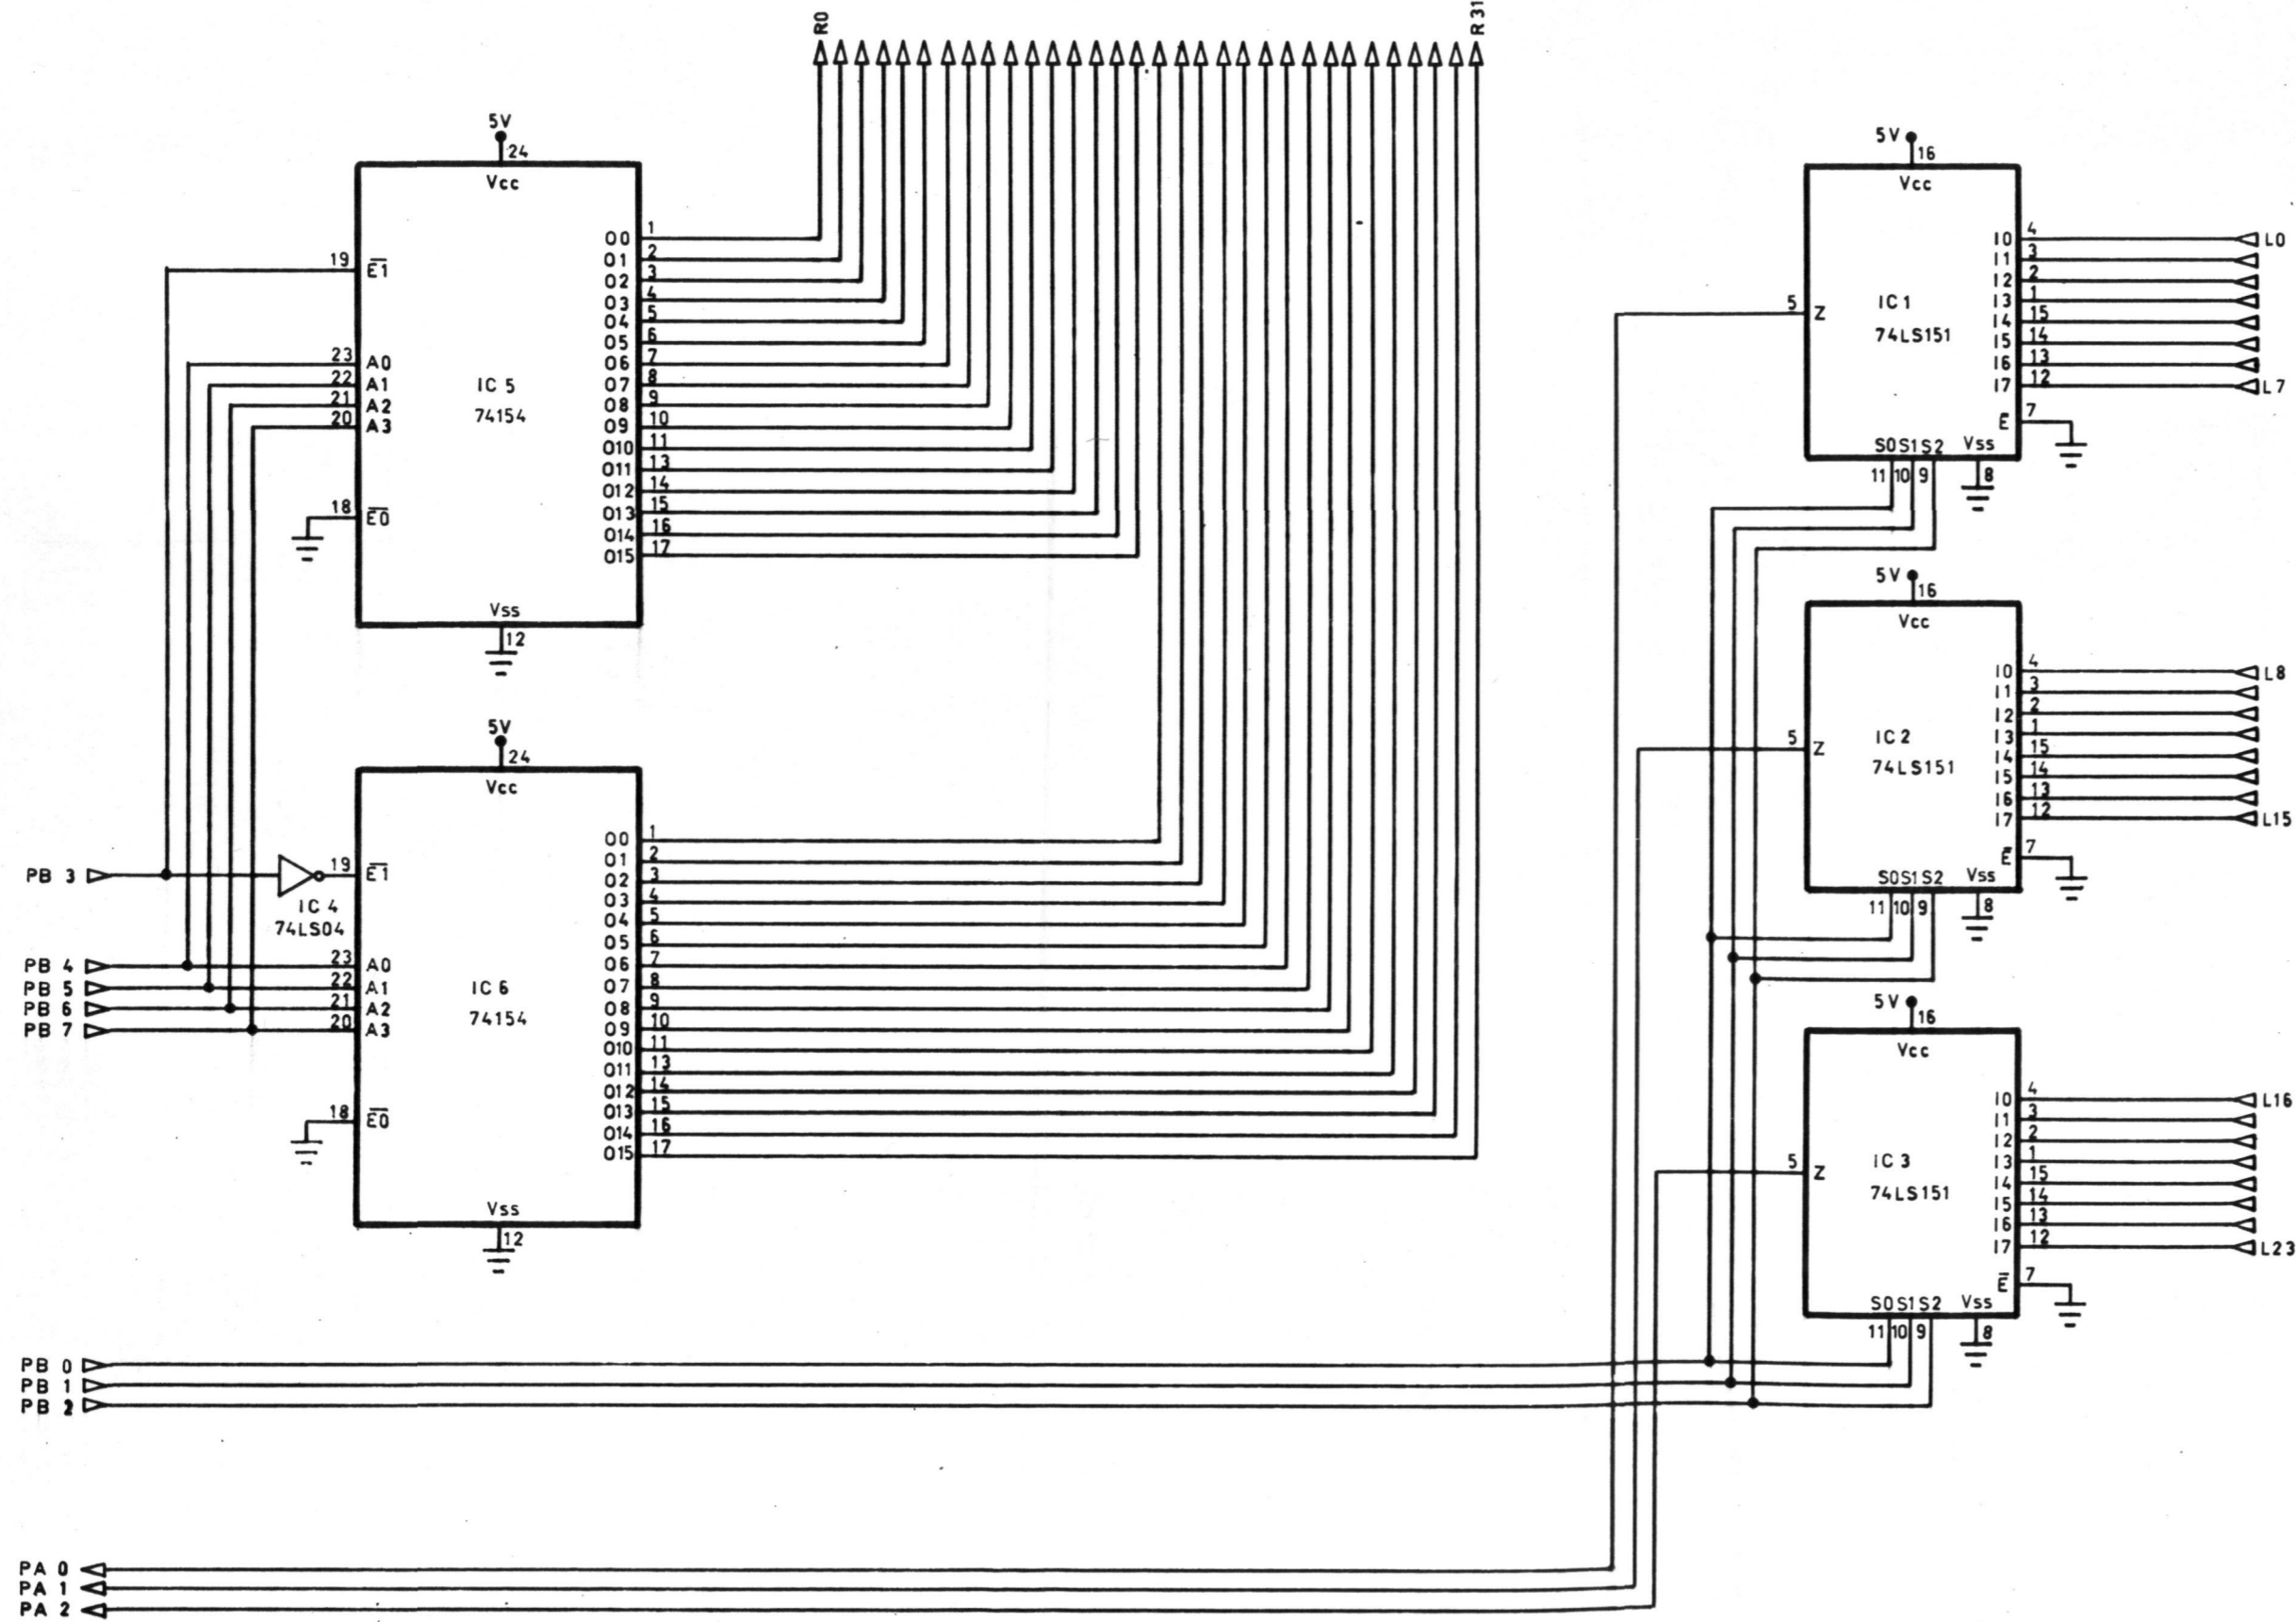 R0
R 31
5V
24
Vcc
19 E̅1̅
23 A0
22 A1
21 A2
20 A3
18 E̅0̅
IC 5
74154
O0 1
O1 2
O2 3
O3 4
O4 5
O5 6
O6 7
O7 8
O8 9
O9 10
O10 11
O11 13
O12 14
O13 15
O14 16
O15 17
Vss
12
5V
24
Vcc
PB 3
19 E̅1̅
IC 4
74LS04
PB 4 23 A0
PB 5 22 A1
PB 6 21 A2
PB 7 20 A3
18 E̅0̅
IC 6
74154
O0 1
O1 2
O2 3
O3 4
O4 5
O5 6
O6 7
O7 8
O8 9
O9 10
O10 11
O11 13
O12 14
O13 15
O14 16
O15 17
Vss
12
5V
16
Vcc
5 Z
IC 1
74LS151
I0 4 L0
I1 3
I2 2
I3 1
I4 15
I5 14
I6 13
I7 12 L7
E̅ 7
S0 S1 S2 Vss
11 10 9 8
5V
16
Vcc
5 Z
IC 2
74LS151
I0 4 L8
I1 3
I2 2
I3 1
I4 15
I5 14
I6 13
I7 12 L15
E̅ 7
S0 S1 S2 Vss
11 10 9 8
5V
16
Vcc
5 Z
IC 3
74LS151
I0 4 L16
I1 3
I2 2
I3 1
I4 15
I5 14
I6 13
I7 12 L23
E̅ 7
S0 S1 S2 Vss
11 10 9 8
PB 0
PB 1
PB 2
PA 0
PA 1
PA 2